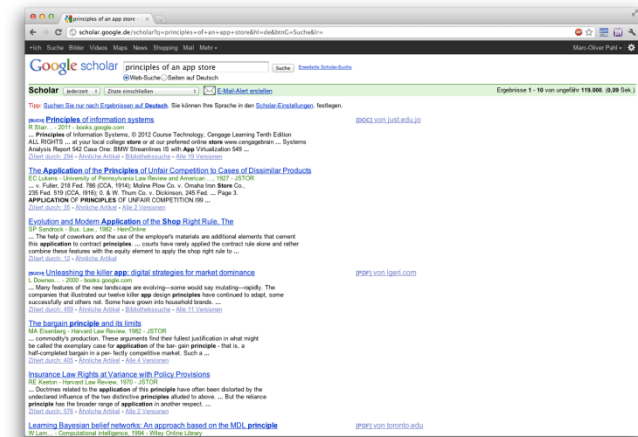 principles of an app store -
scholar.google.de/scholar?q=principles+of+an+app+store&hl=de&btnG=Suche&lr=
+Ich Suche Bilder Videos Maps News Shopping Mail Mehr
Marc-Oliver Pahl
Google scholar principles of an app store Suche Erweiterte Scholar-Suche
Web-Suche Seiten auf Deutsch
Scholar Jederzeit Zitate einschließen E-Mail-Alert erstellen Ergebnisse 1 - 10 von ungefähr 119.000. (0,09 Sek.)
Tipp: Suchen Sie nur nach Ergebnissen auf Deutsch. Sie können Ihre Sprache in den Scholar-Einstellungen. festlegen.
[BUCH] Principles of information systems [DOC] von just.edu.jo
R Stair... - 2011 - books.google.com
... Principles of Information Systems, © 2012 Course Technology, Cengage Learning Tenth Edition
ALL RIGHTS ... at your local college store or at our preferred online store www.cengagebrain ... Systems
Analysis Report 542 Case One: BMW Streamlines IS with App Virtualization 549 ...
Zitiert durch: 294 - Ähnliche Artikel - Bibliothekssuche - Alle 19 Versionen
The Application of the Principles of Unfair Competition to Cases of Dissimilar Products
EC Lukens - University of Pennsylvania Law Review and American ..., 1927 - JSTOR
... v. Fuller, 218 Fed. 786 (CCA, 1914); Moline Plow Co. v. Omaha Iron Store Co.,
235 Fed. 519 (CCA, 1916); G. & W. Thum Co. v. Dickinson, 245 Fed. ... Page 3.
APPLICATION OF PRINCIPLES OF UNFAIR COMPETITION I99 ...
Zitiert durch: 35 - Ähnliche Artikel - Alle 2 Versionen
Evolution and Modern Application of the Shop Right Rule, The
SP Sandrock - Bus. Law., 1982 - HeinOnline
... The help of coworkers and the use of the employer's materials are additional elements that cement
this application to contract principles. ... courts have rarely applied the contract rule alone and rather
combine these features with the equity element to apply the shop right rule to ...
Zitiert durch: 12 - Ähnliche Artikel
[BUCH] Unleashing the killer app: digital strategies for market dominance [PDF] von lgeri.com
L Downes... - 2000 - books.google.com
... Many features of the new landscape are evolving—some would say mutating—rapidly. The
companies that illustrated our twelve killer app design principles have continued to adapt, some
successfully and others not. Some have grown into household brands. ...
Zitiert durch: 459 - Ähnliche Artikel - Bibliothekssuche - Alle 11 Versionen
The bargain principle and its limits
MA Eisenberg - Harvard Law Review, 1982 - JSTOR
... commodity's production. These arguments find their fullest justification in what might
be called the exemplary case for application of the bar- gain principle - that is, a
half-completed bargain in a per- fectly competitive market. Such a ...
Zitiert durch: 405 - Ähnliche Artikel - Alle 4 Versionen
Insurance Law Rights at Variance with Policy Provisions
RE Keeton - Harvard Law Review, 1970 - JSTOR
... Doctrines related to the application of this principle have often been distorted by the
undeclared influence of the two distinctive principles alluded to above. ... But the reliance
principle has the broader range of application in another respect. ...
Zitiert durch: 576 - Ähnliche Artikel - Alle 2 Versionen
Learning Bayesian belief networks: An approach based on the MDL principle [PDF] von toronto.edu
W Lam... - Computational intelligence, 1994 - Wiley Online Library